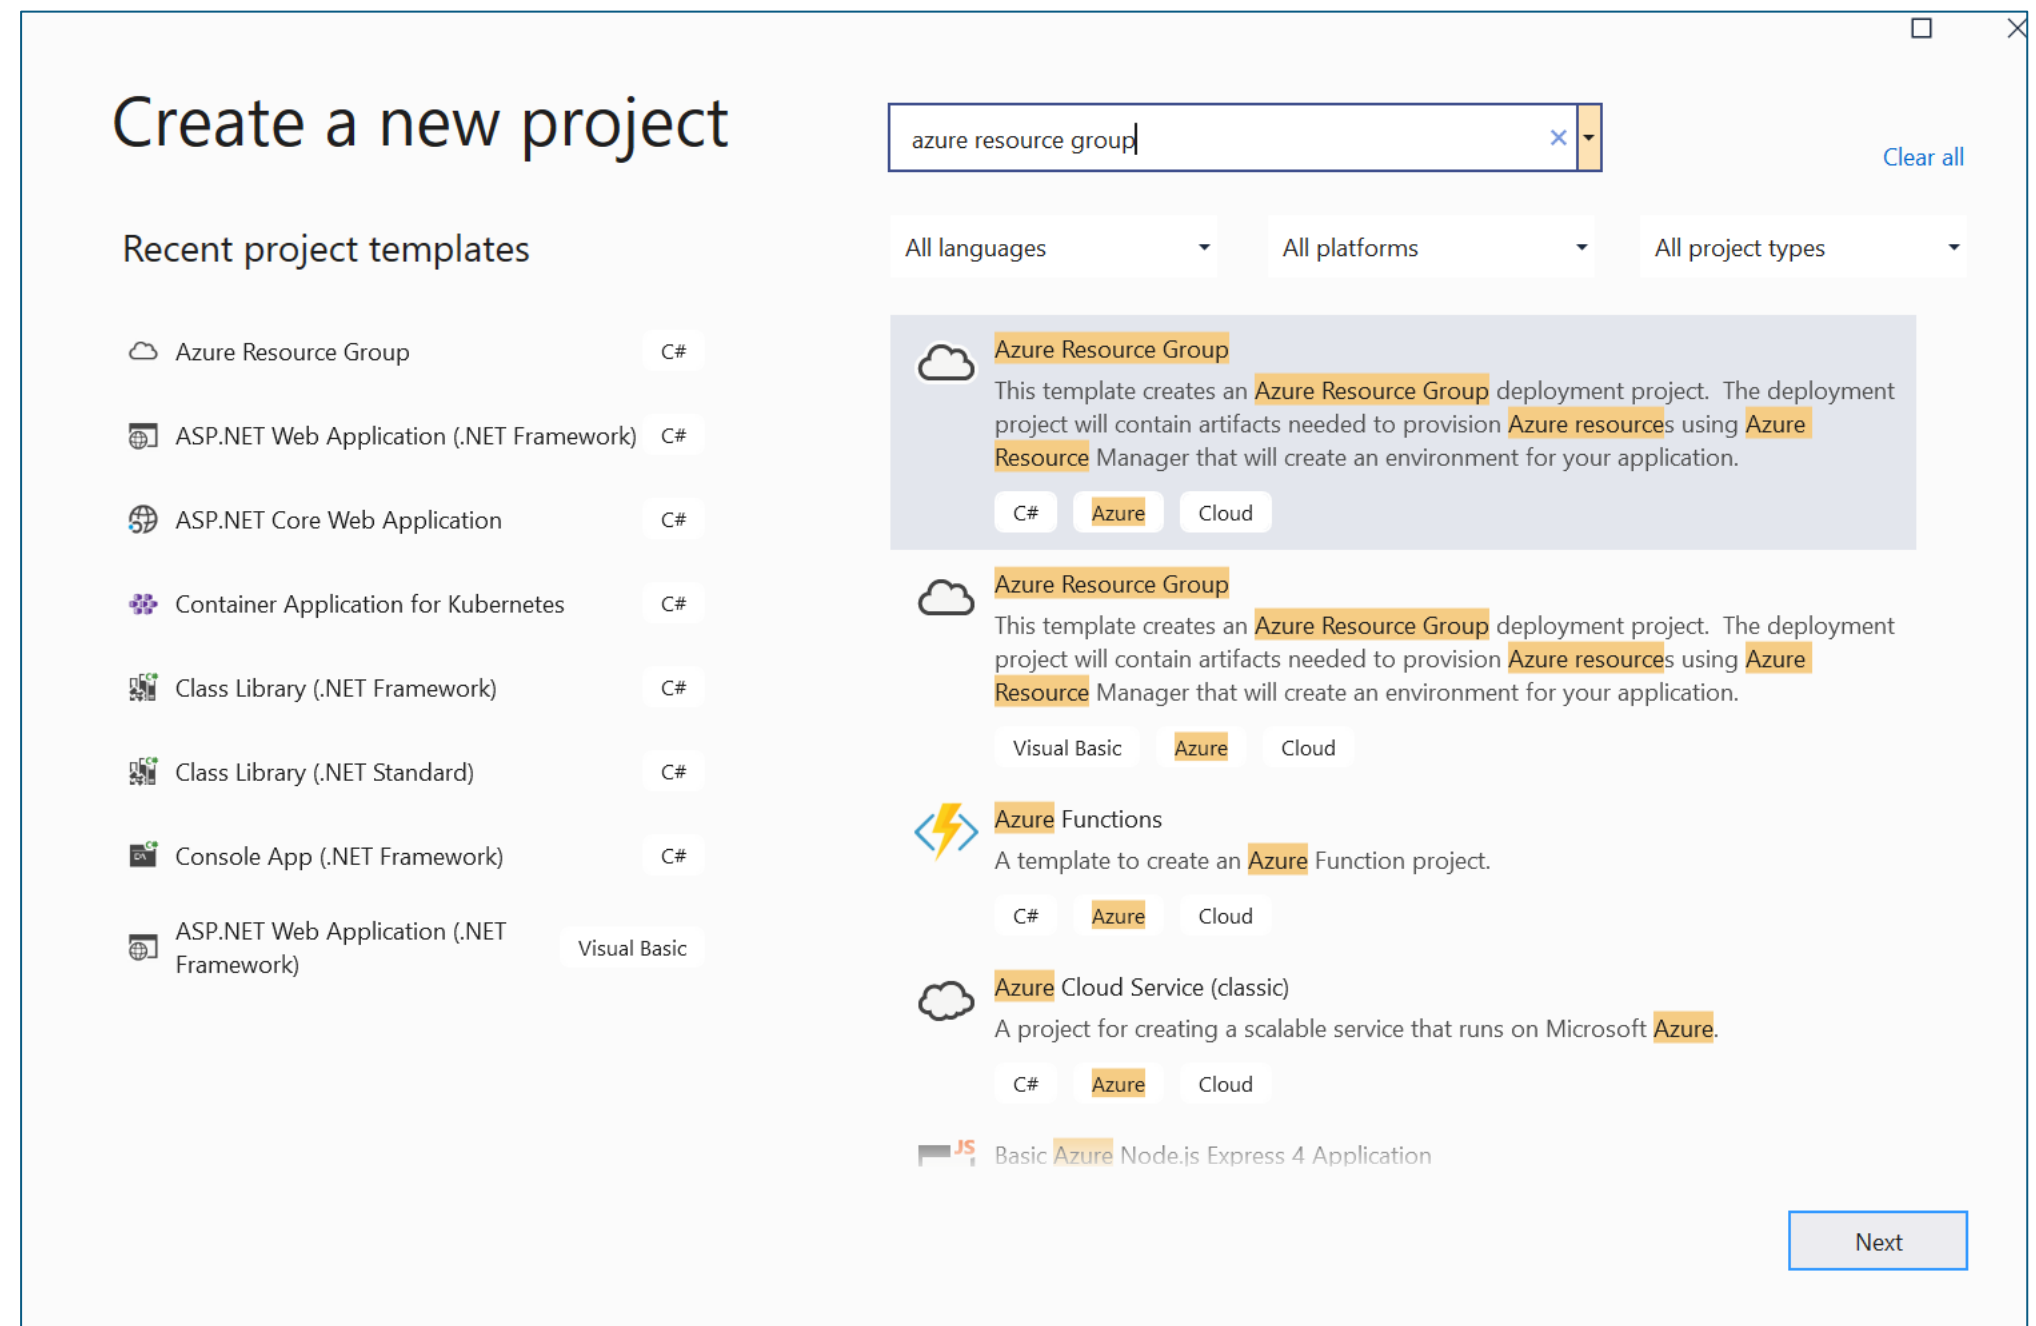 Create a new project
azure resource group
Clear all
Recent project templates
All languages
All platforms
All project types
Azure Resource Group C#
ASP.NET Web Application (.NET Framework) C#
ASP.NET Core Web Application C#
Container Application for Kubernetes C#
Class Library (.NET Framework) C#
Class Library (.NET Standard) C#
Console App (.NET Framework) C#
ASP.NET Web Application (.NET
Framework)
Visual Basic
Azure Resource Group
This template creates an Azure Resource Group deployment project. The deployment
project will contain artifacts needed to provision Azure resources using Azure
Resource Manager that will create an environment for your application.
C# Azure Cloud
Azure Resource Group
This template creates an Azure Resource Group deployment project. The deployment
project will contain artifacts needed to provision Azure resources using Azure
Resource Manager that will create an environment for your application.
Visual Basic Azure Cloud
Azure Functions
A template to create an Azure Function project.
C# Azure Cloud
Azure Cloud Service (classic)
A project for creating a scalable service that runs on Microsoft Azure.
C# Azure Cloud
JS
Basic Azure Node.js Express 4 Application
Next